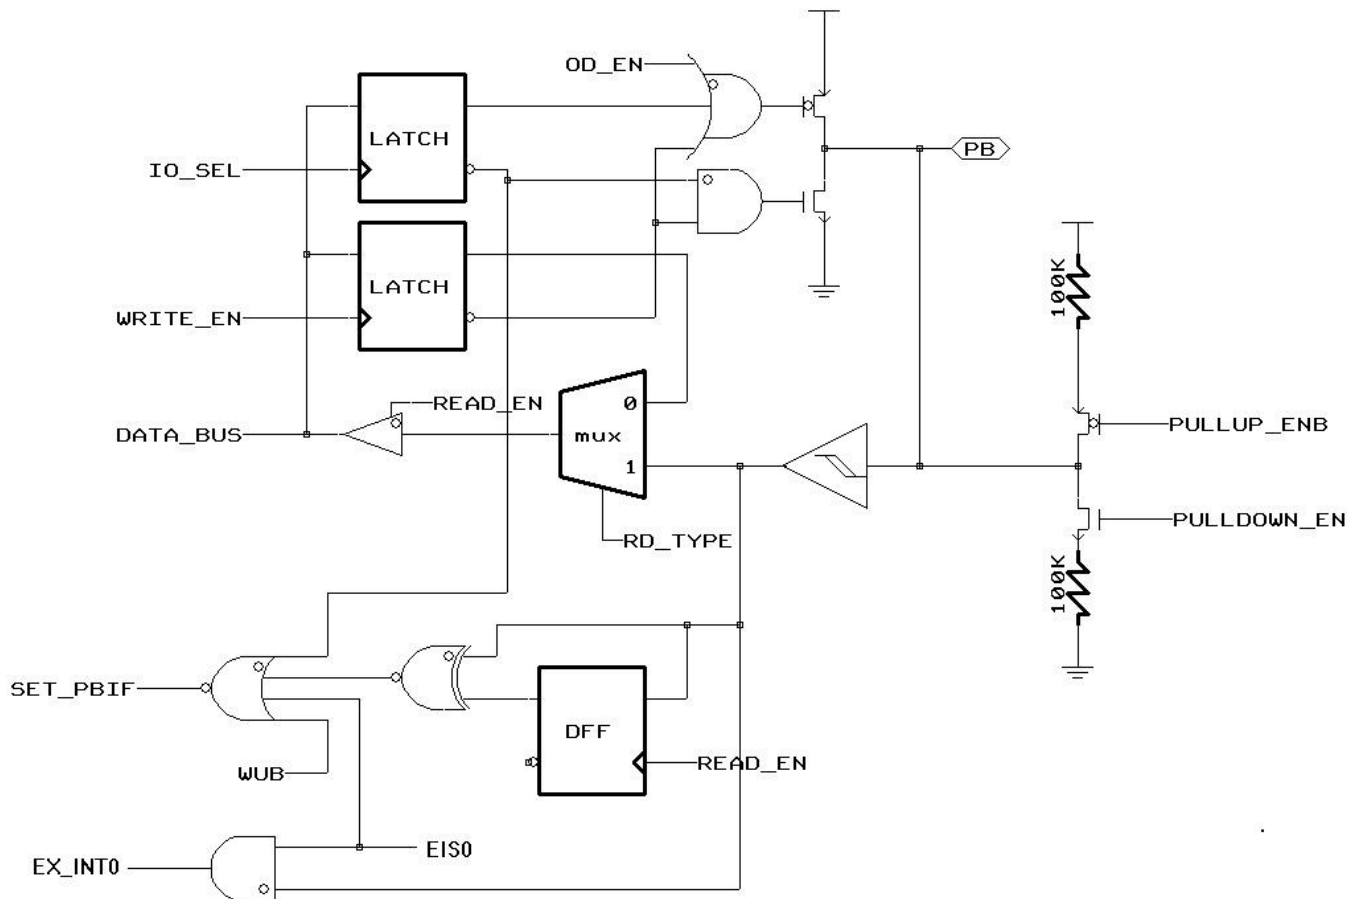 OD_EN
LATCH
PB
IO_SEL
LATCH
100K
WRITE_EN
READ_EN
0
DATA_BUS
mux
PULLUP_ENB
1
PULLDOWN_EN
RD_TYPE
100K
SET_PBIF
DFF
WUB
READ_EN
EIS0
EX_INT0